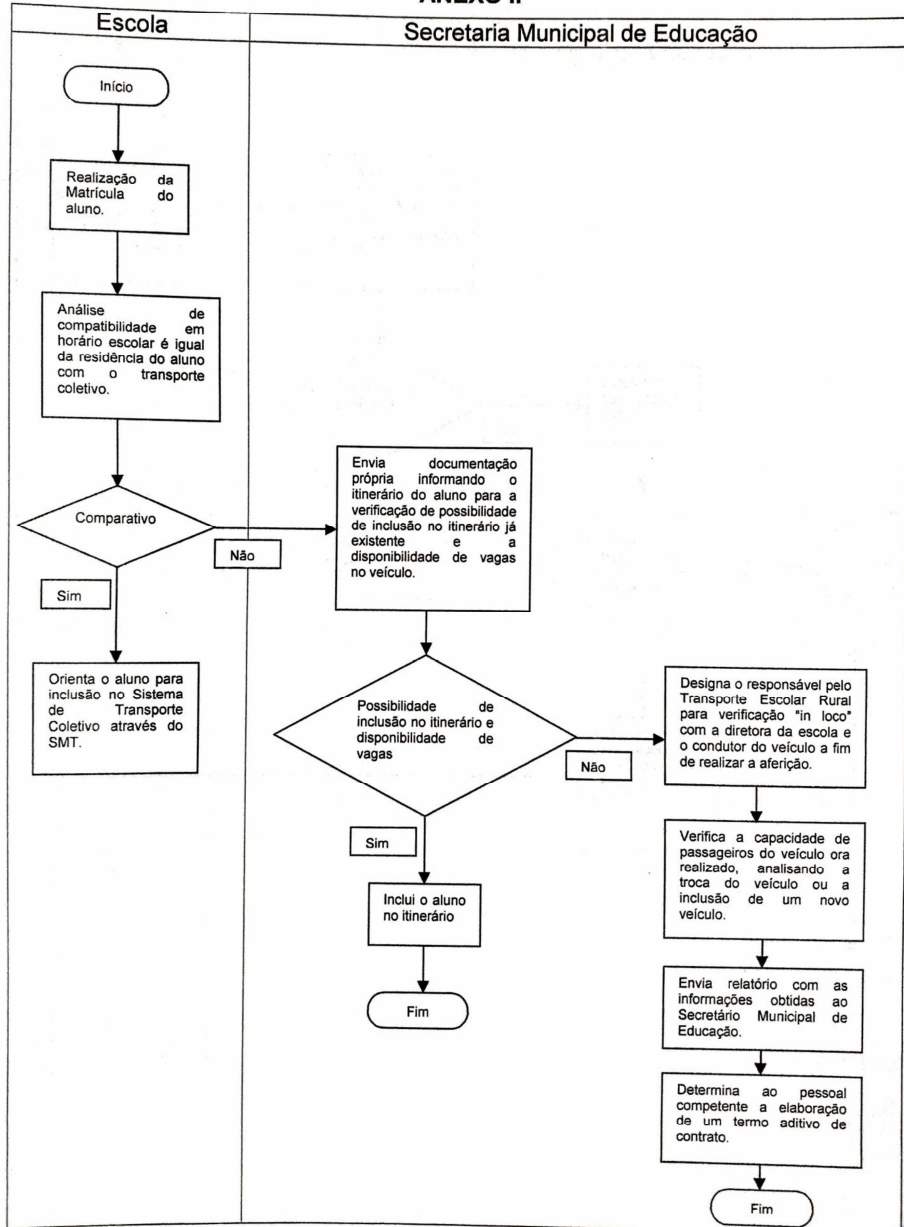 ANEXO II
Escola
Secretaria Municipal de Educação
Início
Realização da
Matrícula do
aluno.
Análise de
compatibilidade em
horário escolar é igual
da residência do aluno
com o transporte
coletivo.
Comparativo
Não
Sim
Orienta o aluno para
inclusão no Sistema
de Transporte
Coletivo através do
SMT.
Envia documentação
própria informando o
itinerário do aluno para a
verificação de possibilidade
de inclusão no itinerário já
existente e a
disponibilidade de vagas
no veículo.
Possibilidade de
inclusão no itinerário e
disponibilidade de
vagas
Não
Sim
Inclui o aluno
no itinerário
Fim
Designa o responsável pelo
Transporte Escolar Rural
para verificação "in loco"
com a diretora da escola e
o condutor do veículo a fim
de realizar a aferição.
Verifica a capacidade de
passageiros do veículo ora
realizado, analisando a
troca do veículo ou a
inclusão de um novo
veículo.
Envia relatório com as
informações obtidas ao
Secretário Municipal de
Educação.
Determina ao pessoal
competente a elaboração
de um termo aditivo de
contrato.
Fim